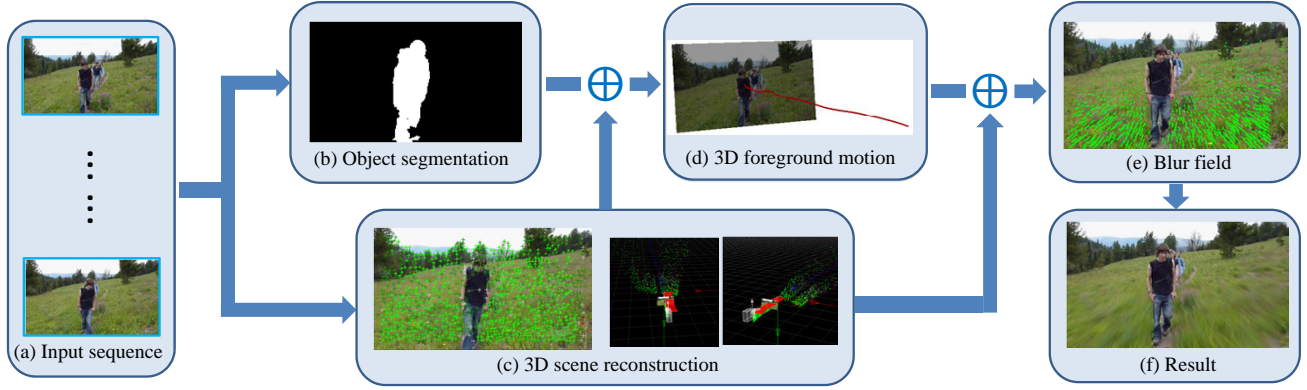 (a) Input sequence
(b) Object segmentation
(c) 3D scene reconstruction
(d) 3D foreground motion
(e) Blur field
(f) Result